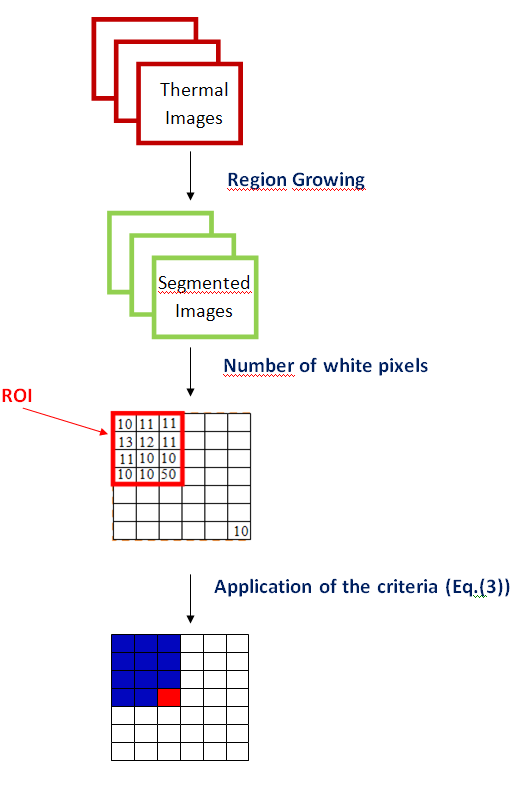 Thermal
Images
Region Growing
Segmented
Images
Number of white pixels
ROI
10 11 11
13 12 11
11 10 10
10 10 50
10
Application of the criteria (Eq.(3))